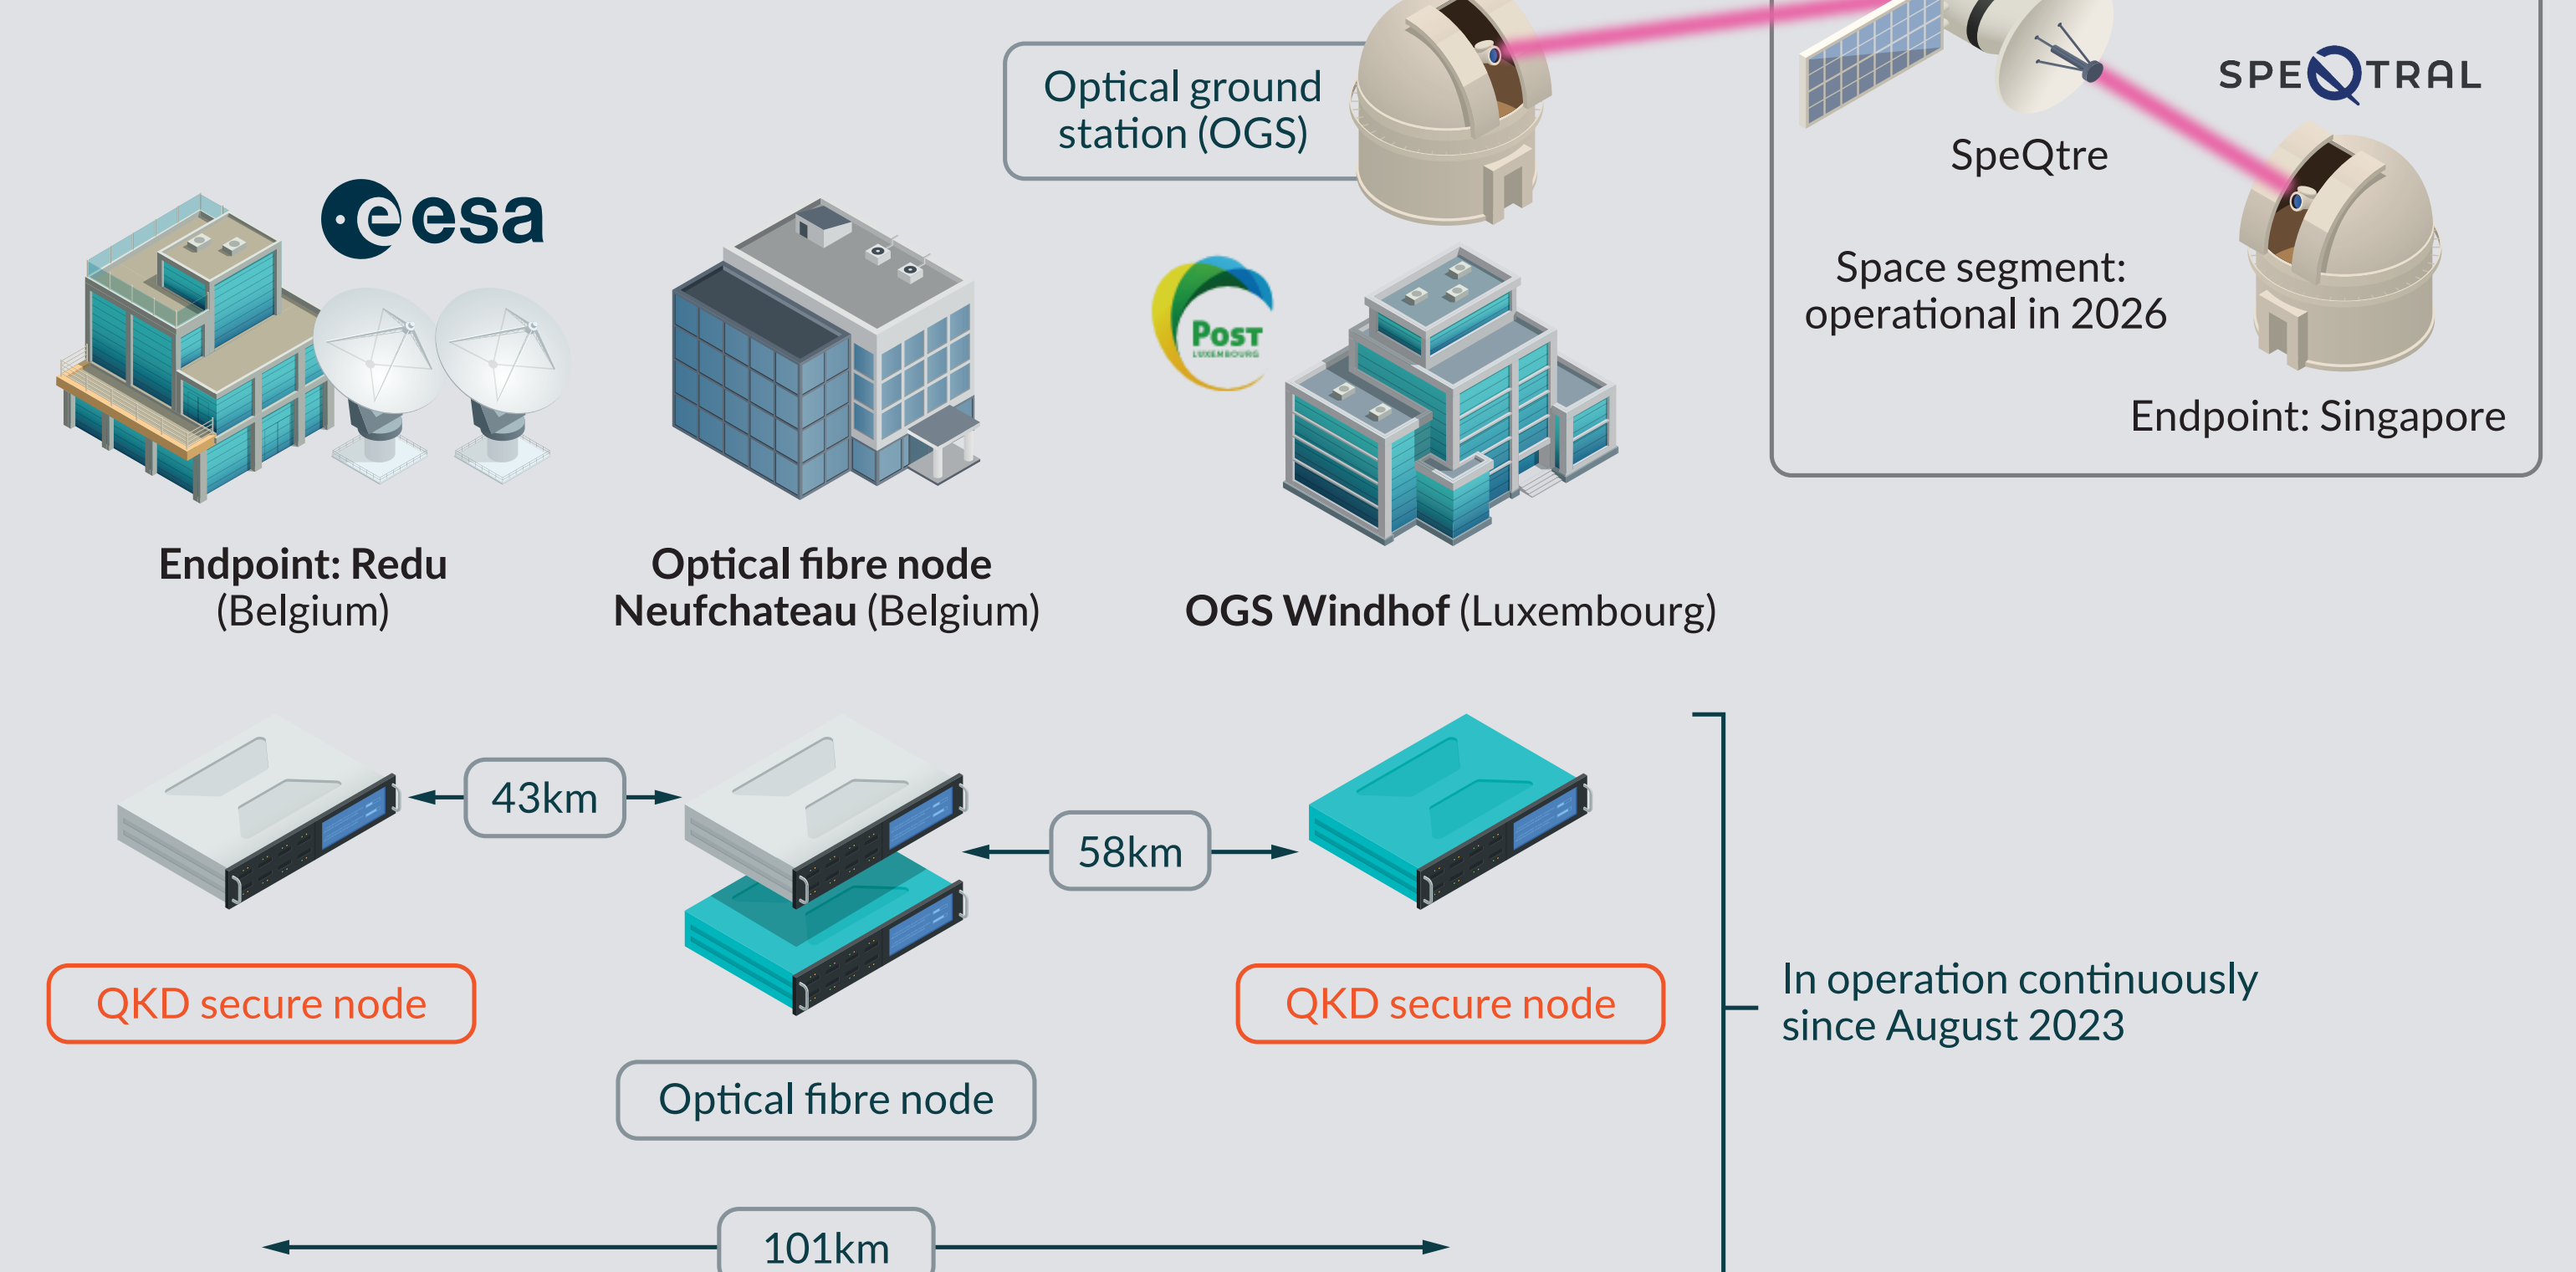 Optical ground
station (OGS)
SPEQTRAL
SpeQtre
esa
Space segment:
operational in 2026
POST
LUXEMBOURG
Endpoint: Singapore
Endpoint: Redu
(Belgium)
Optical fibre node
Neufchateau (Belgium)
OGS Windhof (Luxembourg)
43km
58km
QKD secure node
QKD secure node
In operation continuously
since August 2023
Optical fibre node
101km